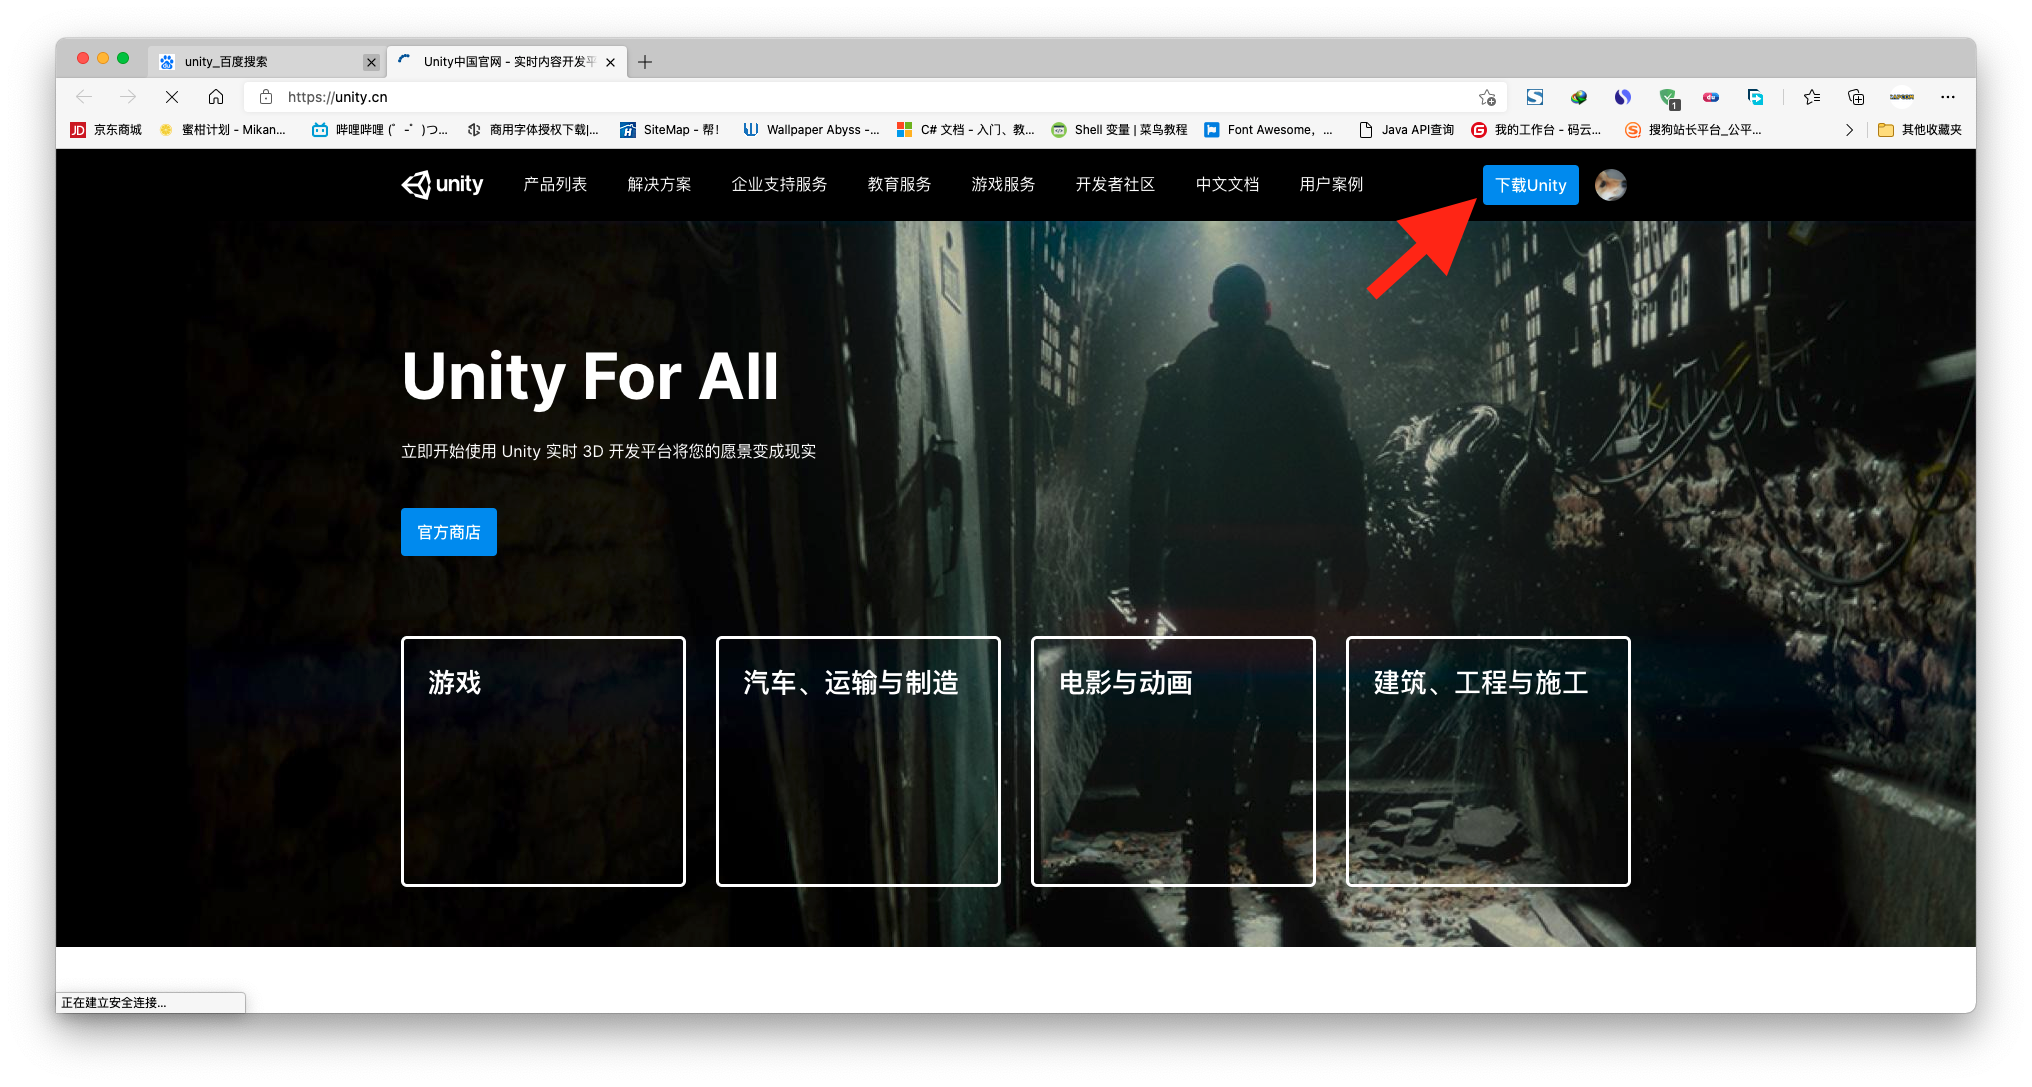 unity_百度搜索
Unity中国官网 - 实时内容开发平
https://unity.cn
1
du
JD 京东商城
蜜柑计划 - Mikan...
哔哩哔哩 (゜-゜)つ...
商用字体授权下载|...
SiteMap - 帮!
Wallpaper Abyss -...
C# 文档 - 入门、教...
Shell 变量 | 菜鸟教程
Font Awesome，...
Java API查询
我的工作台 - 码云...
搜狗站长平台_公平...
其他收藏夹
unity
产品列表
解决方案
企业支持服务
教育服务
游戏服务
开发者社区
中文文档
用户案例
下载Unity
Unity For All
立即开始使用 Unity 实时 3D 开发平台将您的愿景变成现实
官方商店
游戏
汽车、运输与制造
电影与动画
建筑、工程与施工
正在建立安全连接...